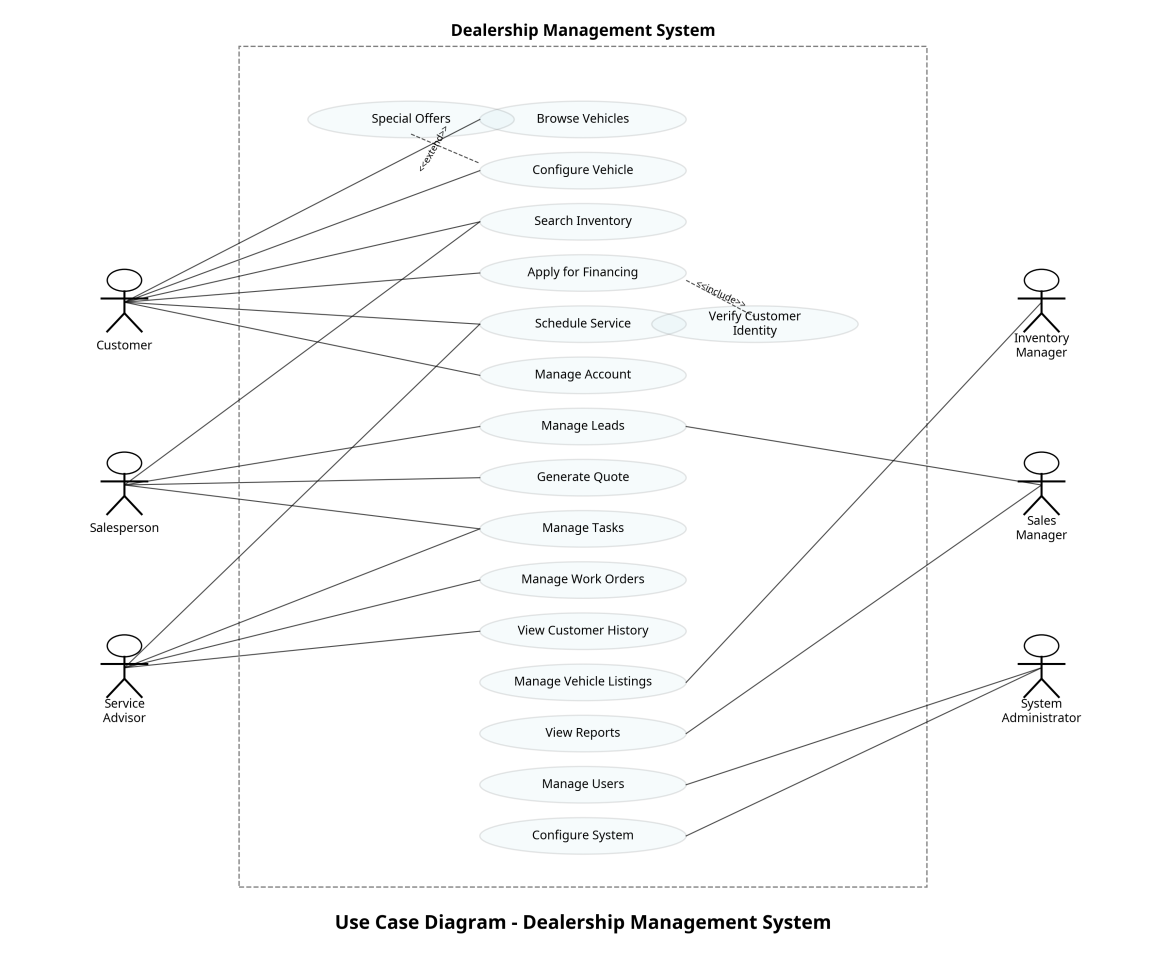 Dealership Management System
Special Offers
Browse Vehicles
<<extend>>
Configure Vehicle
Search Inventory
Apply for Financing
<<include>>
Schedule Service
Verify Customer
Identity
Manage Account
Manage Leads
Generate Quote
Manage Tasks
Manage Work Orders
View Customer History
Manage Vehicle Listings
View Reports
Manage Users
Configure System
Customer
Salesperson
Service
Advisor
Inventory
Manager
Sales
Manager
System
Administrator
Use Case Diagram - Dealership Management System